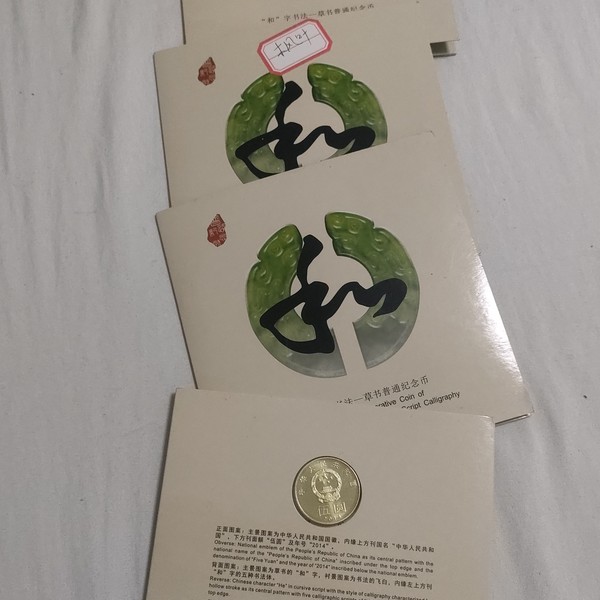 “和”字书法—草书普通纪念币
枫叶
和
和
书法—草书普通纪念币
ative Coin of
Script Calligraphy
伍圆
正面图案：主要图案为中华人民共和国国徽，内缘上方刊国名“中华人民共和
国”，下方刊面额“伍圆”及年号“2014”。
Obverse: National emblem of the People's Republic of China as its central pattern with the
national name of the "People's Republic of China" inscribed under the top edge and the
denomination of "Five Yuan" and the year of "2014" inscribed below the national emblem.
背面图案：主要图案为草书的“和”字，衬景图案为书法的飞白，内缘左上方刊
“和”字的五种书法体。
Reverse: Chinese character "He" in cursive script with the style of calligraphy characterized
hollow stroke as its central pattern with five calligraphic
top edge.